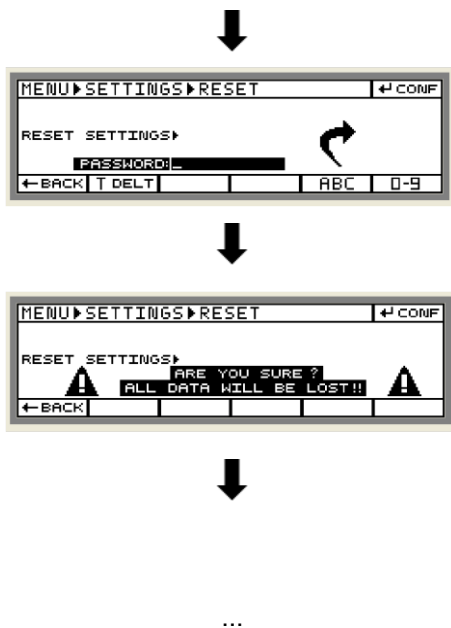 MENU▶SETTINGS▶RESET ↵ CONF
RESET SETTINGS▶
PASSWORD:_
←BACK T DELT ABC 0-9
MENU▶SETTINGS▶RESET ↵ CONF
RESET SETTINGS▶
ARE YOU SURE ?
ALL DATA WILL BE LOST!!
←BACK
...